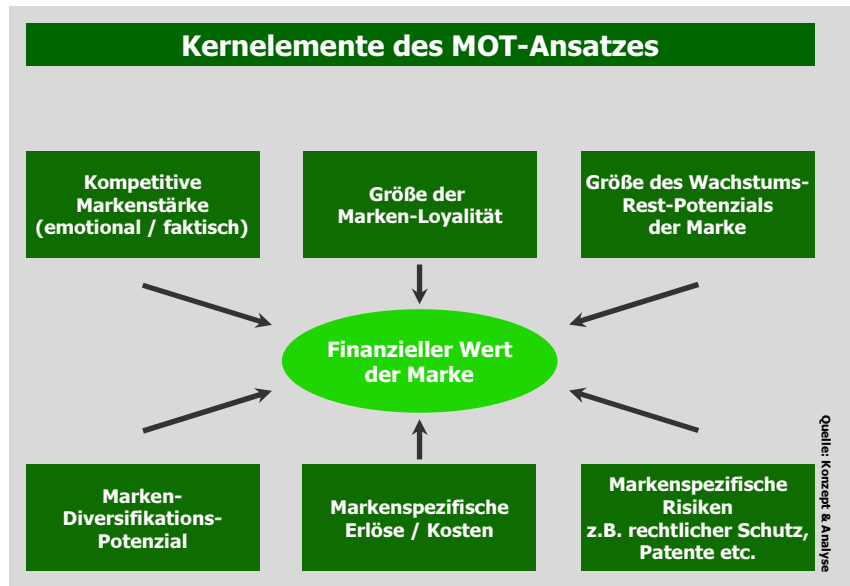 Kernelemente des MOT-Ansatzes
Kompetitive
Markenstärke
(emotional / faktisch)
Größe der
Marken-Loyalität
Größe des Wachstums-
Rest-Potenzials
der Marke
Finanzieller Wert
der Marke
Marken-
Diversifikations-
Potenzial
Markenspezifische
Erlöse / Kosten
Markenspezifische
Risiken
z.B. rechtlicher Schutz,
Patente etc.
Quelle: Konzept & Analyse